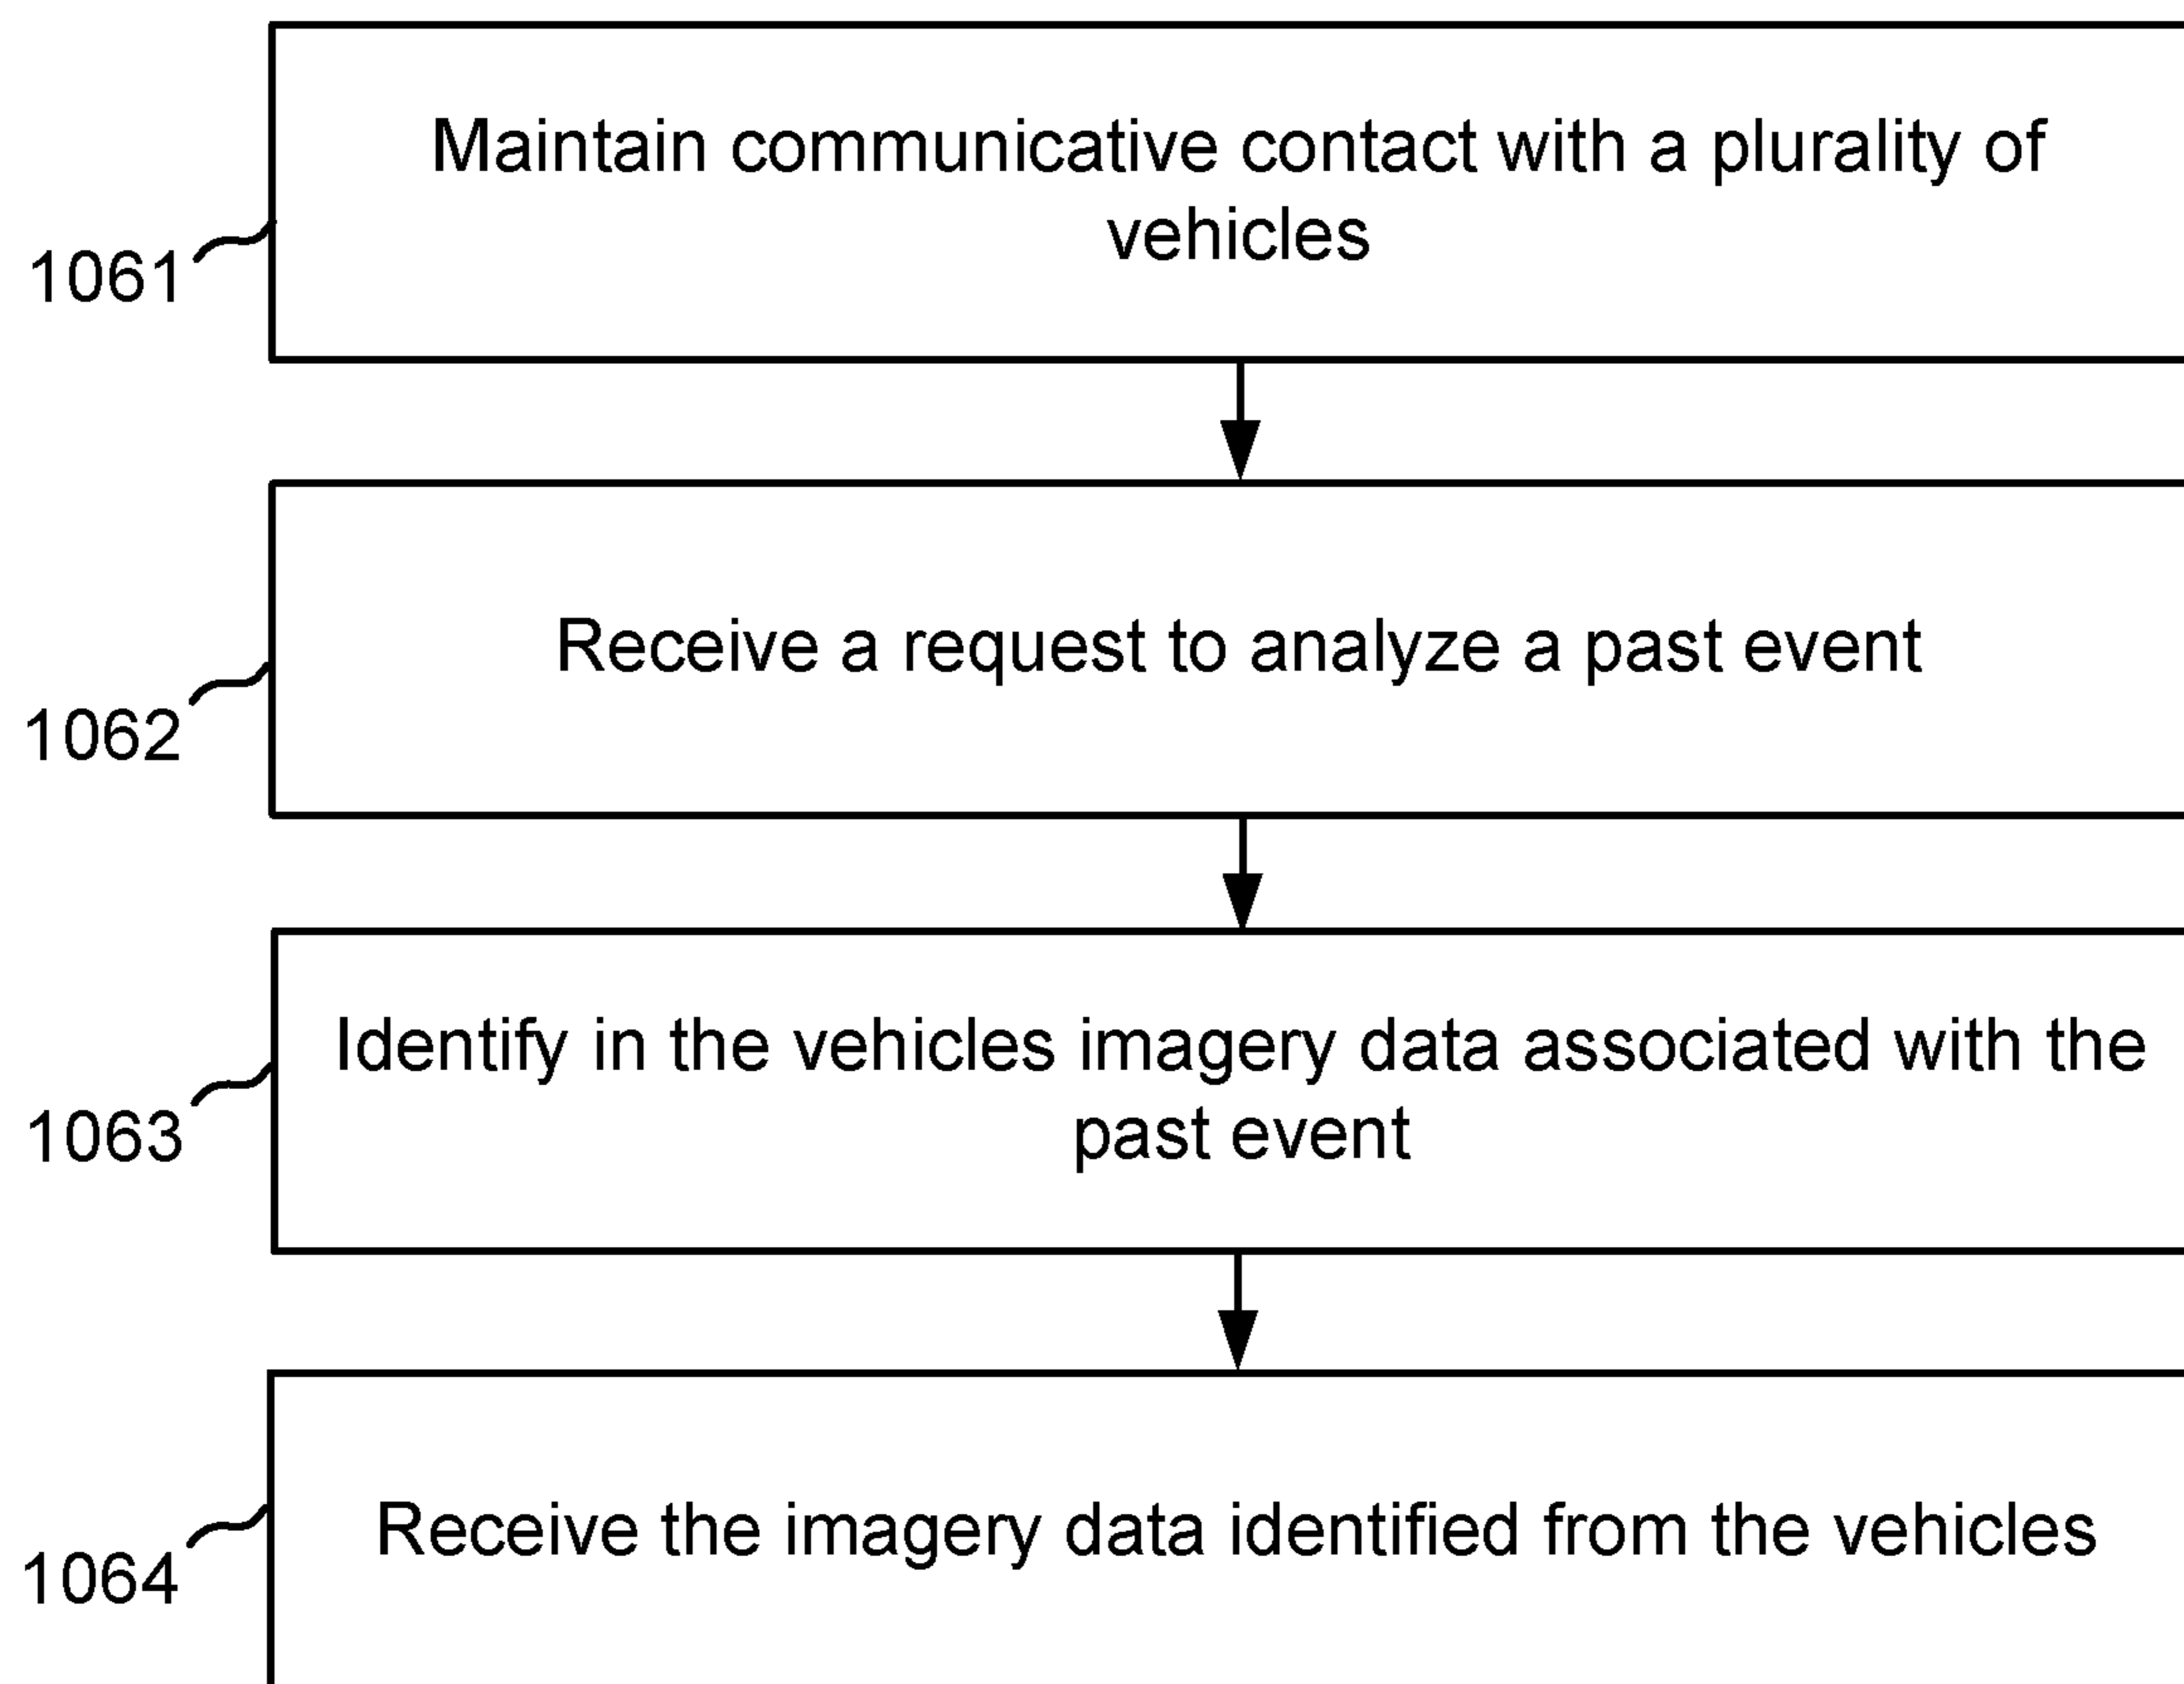 Maintain communicative contact with a plurality of
vehicles
1061
Receive a request to analyze a past event
1062
Identify in the vehicles imagery data associated with the
past event
1063
Receive the imagery data identified from the vehicles
1064